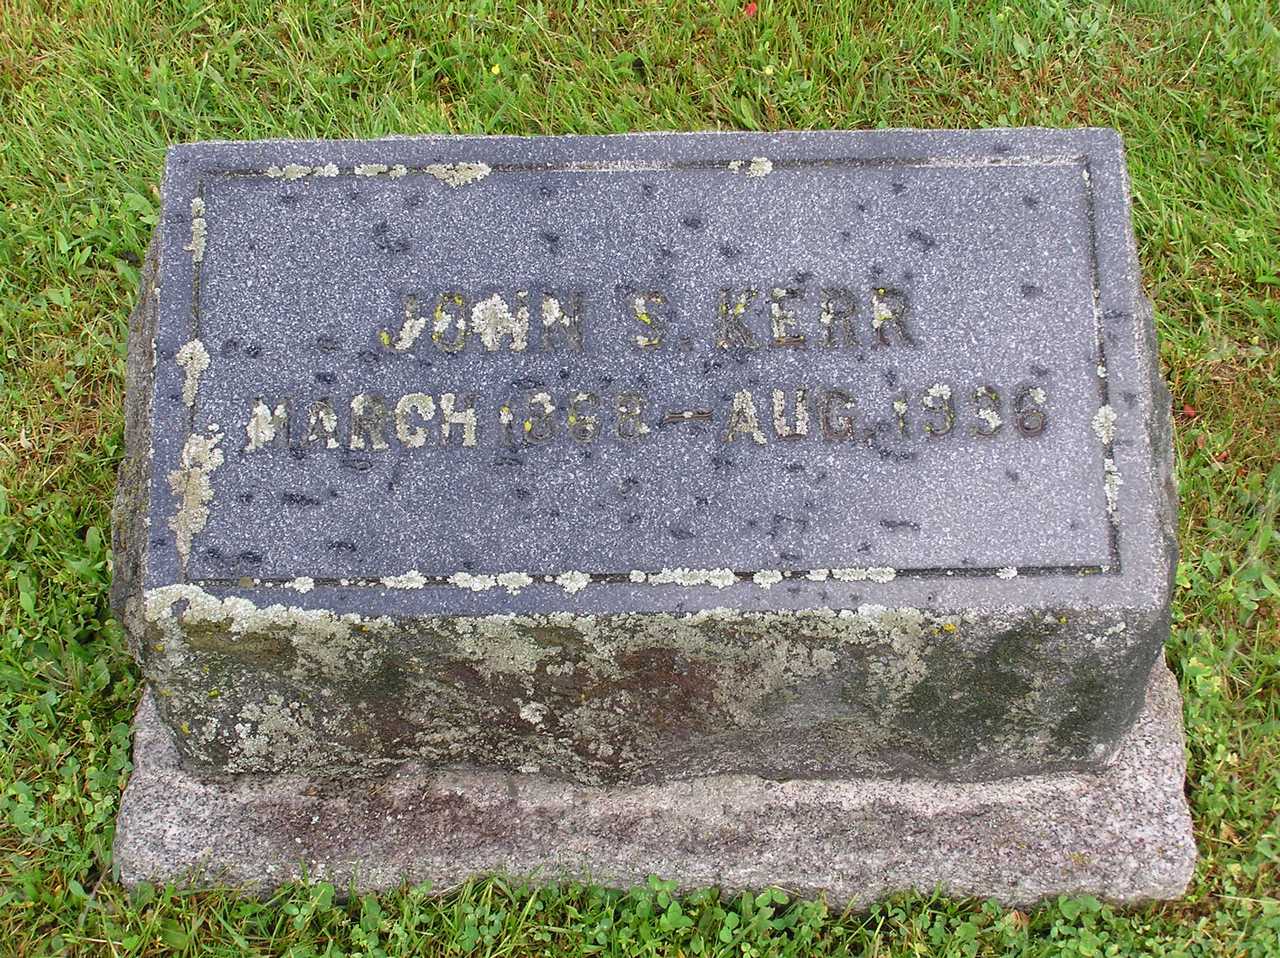 JOHN S. KERR
MARCH 1868 — AUG. 1936